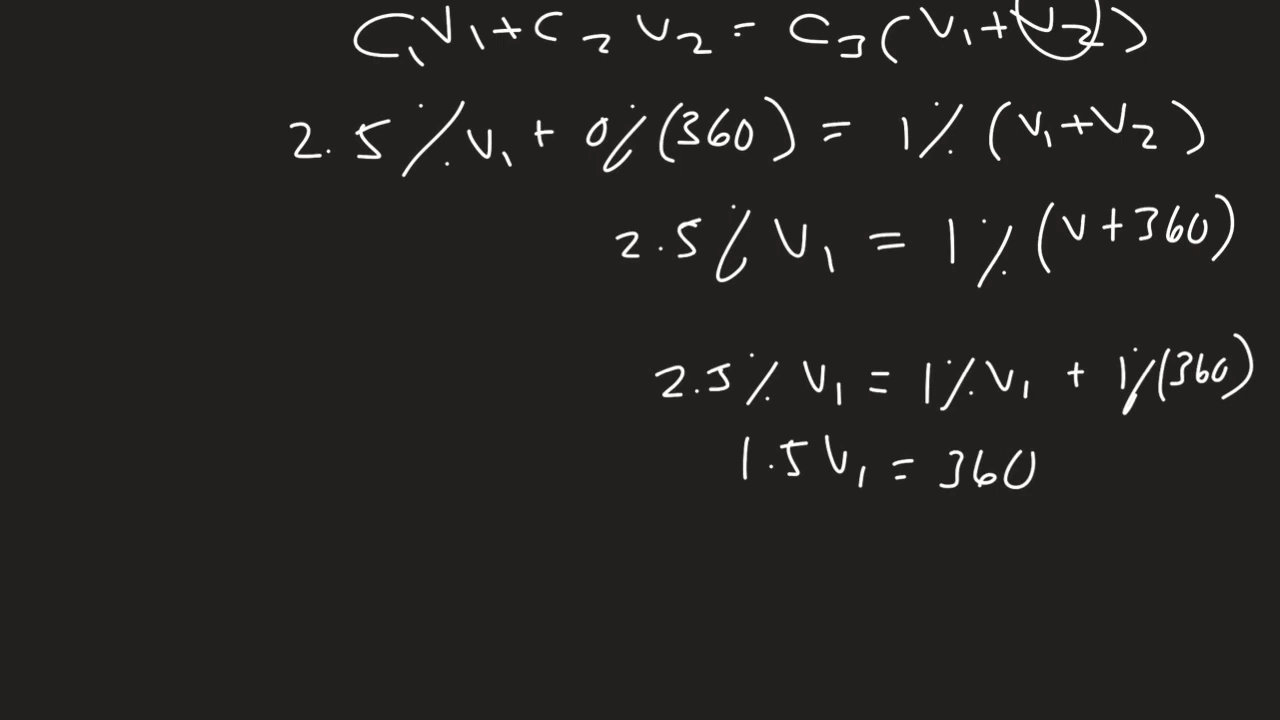 C₁V₁+C₂V₂=C₃(V₁+V₂)
2.5%V₁+0%(360)=1%(V₁+V₂)
2.5%V₁=1%(V+360)
2.5%V₁=1%V₁+1%(360)
1.5V₁=360